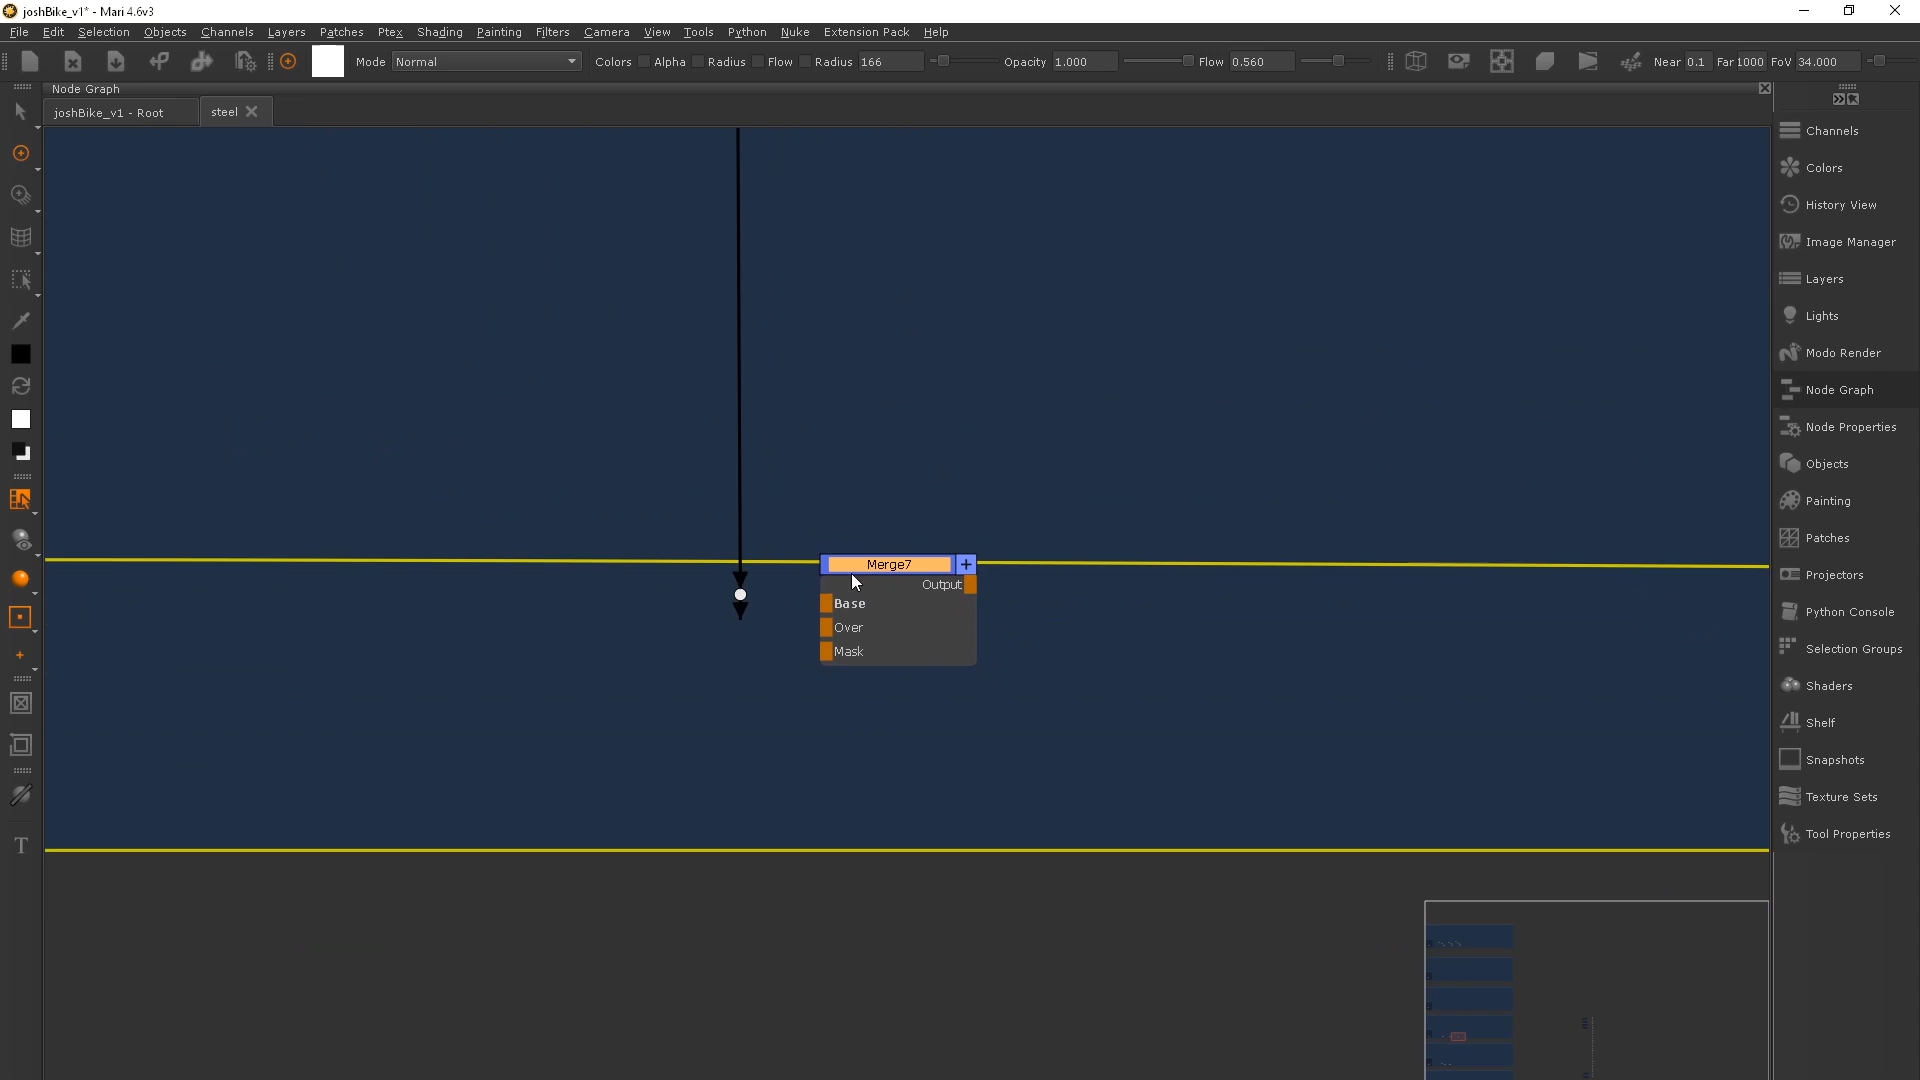 joshBike_v1* - Mari 4.6v3
File Edit Selection Objects Channels Layers Patches Ptex Shading Painting Filters Camera View Tools Python Nuke Extension Pack Help
Mode Normal Colors Alpha Radius Flow Radius 166 Opacity 1.000 Flow 0.560 Near 0.1 Far 1000 FoV 34.000
Node Graph
joshBike_v1 - Root steel
Merge7 +
Output
Base
Over
Mask
T
Channels
Colors
History View
Image Manager
Layers
Lights
Modo Render
Node Graph
Node Properties
Objects
Painting
Patches
Projectors
Python Console
Selection Groups
Shaders
Shelf
Snapshots
Texture Sets
Tool Properties